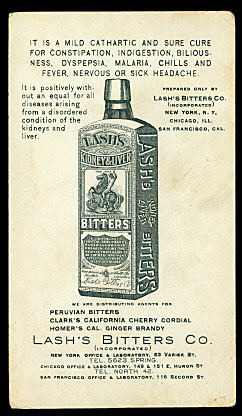 IT IS A MILD CATHARTIC AND SURE CURE
FOR CONSTIPATION, INDIGESTION, BILIOUS-
NESS, DYSPEPSIA, MALARIA, CHILLS AND
FEVER, NERVOUS OR SICK HEADACHE.
It is positively with-
out an equal for all
diseases arising
from a disordered
condition of the
kidneys and
liver.
PREPARED ONLY BY
LASH'S BITTERS CO.
(INCORPORATED)
NEW YORK, N. Y.,
CHICAGO, ILL.
SAN FRANCISCO, CAL.
LASH'S
KIDNEY & LIVER
BITTERS
LASH'S
KIDNEY
LIVER
BITTERS
WE ARE DISTRIBUTING AGENTS FOR
PERUVIAN BITTERS
CLARK'S CALIFORNIA CHERRY CORDIAL
HOMER'S CAL. GINGER BRANDY
LASH'S BITTERS CO.
(INCORPORATED)
NEW YORK OFFICE & LABORATORY, 63 VARICK ST.
TEL. 5623 SPRING.
CHICAGO OFFICE & LABORATORY, 149 & 151 E. HURON ST
TEL. NORTH 42.
SAN FRANCISCO OFFICE & LABORATORY, 116 SECOND ST.